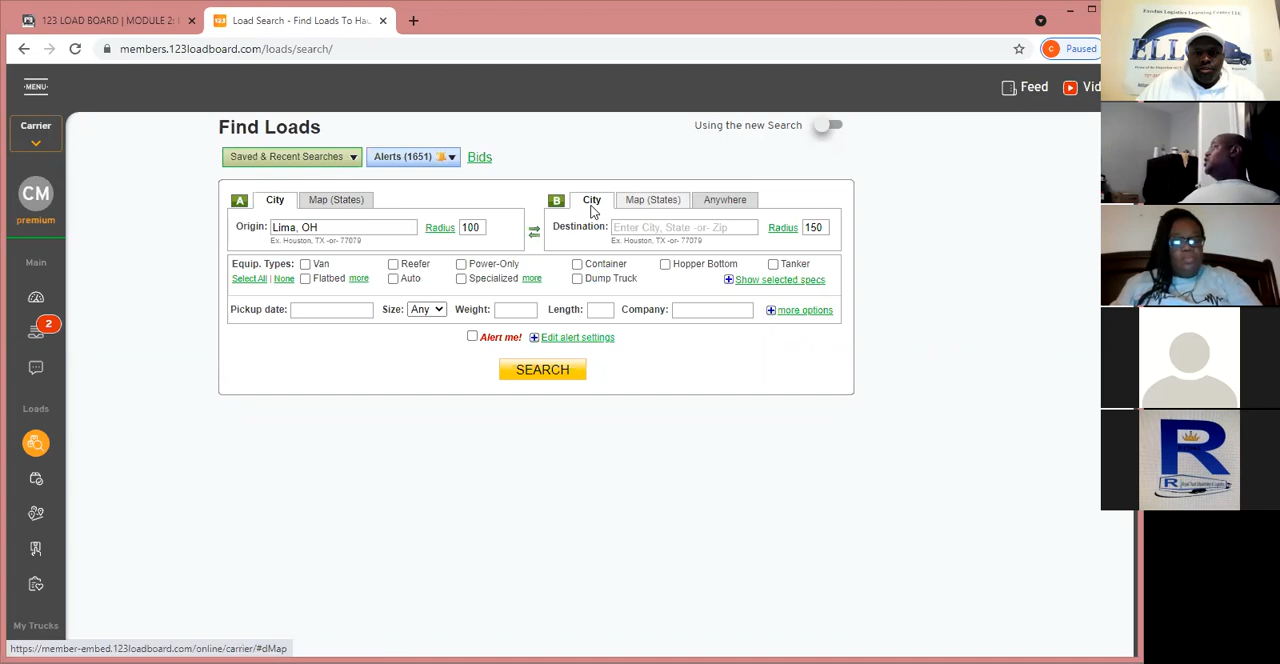 123 LOAD BOARD | MODULE 2:
Load Search - Find Loads To Hau
members.123loadboard.com/loads/search/
C Paused
MENU
Feed
Vid
Carrier
CM
premium
Main
2
Loads
My Trucks
Find Loads
Using the new Search
Saved & Recent Searches
Alerts (1651)
Bids
A City Map (States)
B City Map (States) Anywhere
Origin: Lima, OH Radius 100
Ex. Houston, TX -or- 77079
Destination: Enter City, State -or- Zip Radius 150
Ex. Houston, TX -or- 77079
Equip. Types: Van Reefer Power-Only Container Hopper Bottom Tanker
Select All | None Flatbed more Auto Specialized more Dump Truck Show selected specs
Pickup date: Size: Any Weight: Length: Company: more options
Alert me! Edit alert settings
SEARCH
https://member-embed.123loadboard.com/online/carrier/#dMap
Exodus Logistics Learning Center LLC
R
R